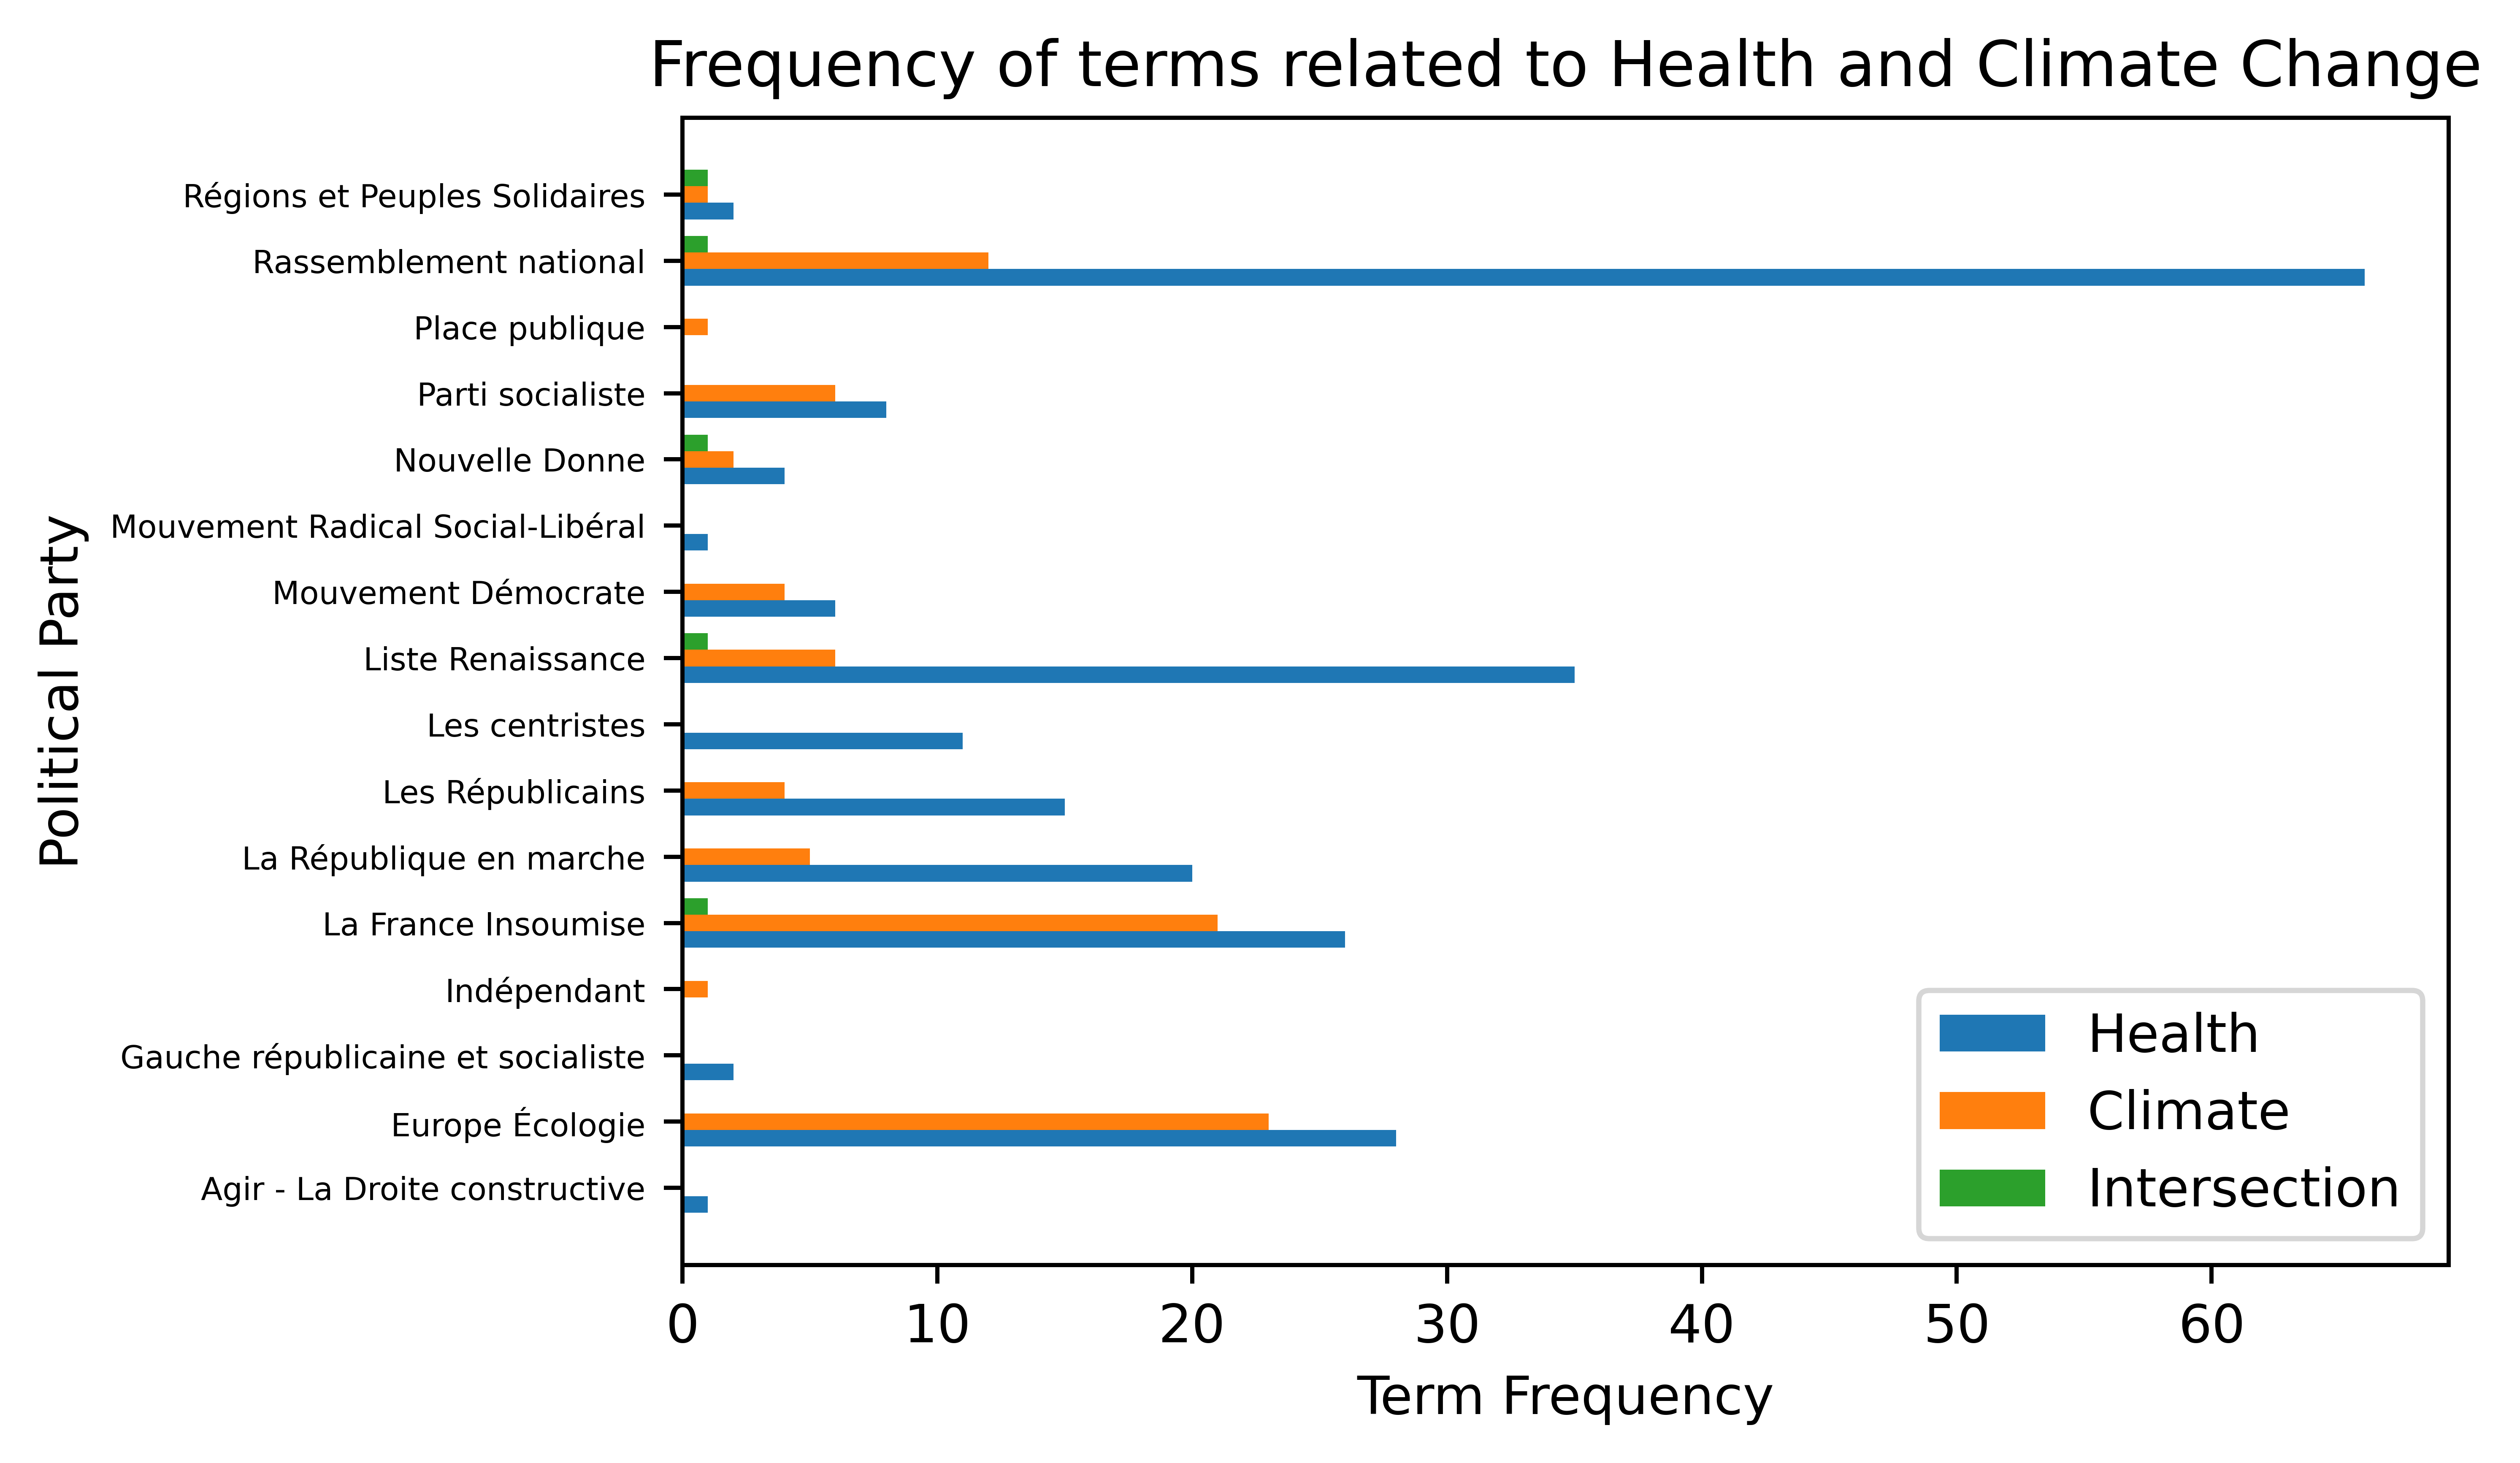 Frequency of terms related to Health and Climate Change
Political Party
Régions et Peuples Solidaires
Rassemblement national
Place publique
Parti socialiste
Nouvelle Donne
Mouvement Radical Social-Libéral
Mouvement Démocrate
Liste Renaissance
Les centristes
Les Républicains
La République en marche
La France Insoumise
Indépendant
Gauche républicaine et socialiste
Europe Écologie
Agir - La Droite constructive
Health
Climate
Intersection
0 10 20 30 40 50 60
Term Frequency